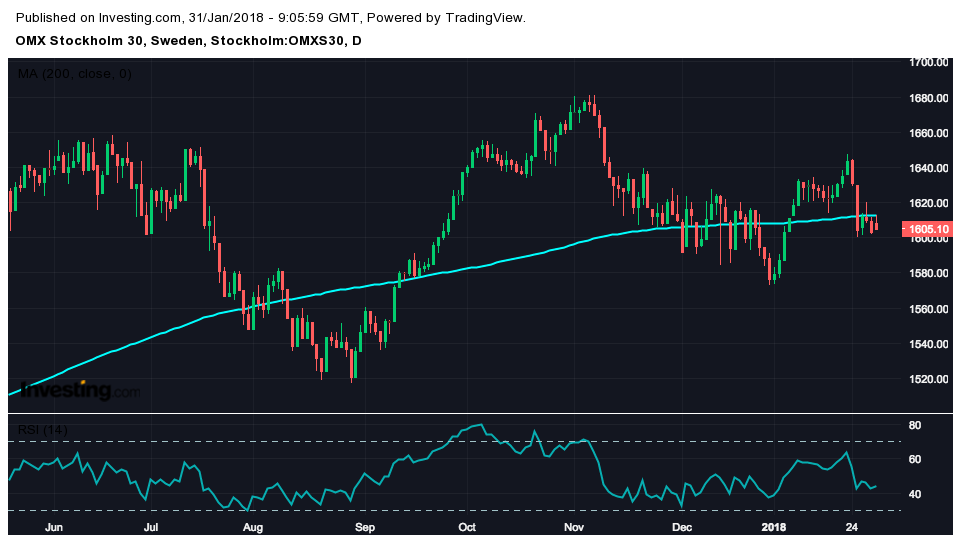 Published on Investing.com, 31/Jan/2018 - 9:05:59 GMT, Powered by TradingView.
OMX Stockholm 30, Sweden, Stockholm:OMXS30, D
MA (200, close, 0)
1700.00
1680.00
1660.00
1640.00
1620.00
1605.10
1600.00
1580.00
1560.00
1540.00
1520.00
Investing.com
RSI (14)
80
60
40
Jun Jul Aug Sep Oct Nov Dec 2018 24